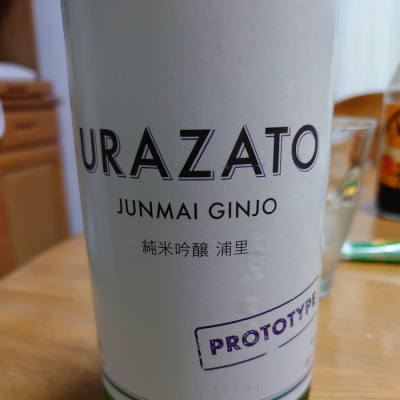 URAZATO
JUNMAI GINJO
純米吟醸 浦里
PROTOTYPE